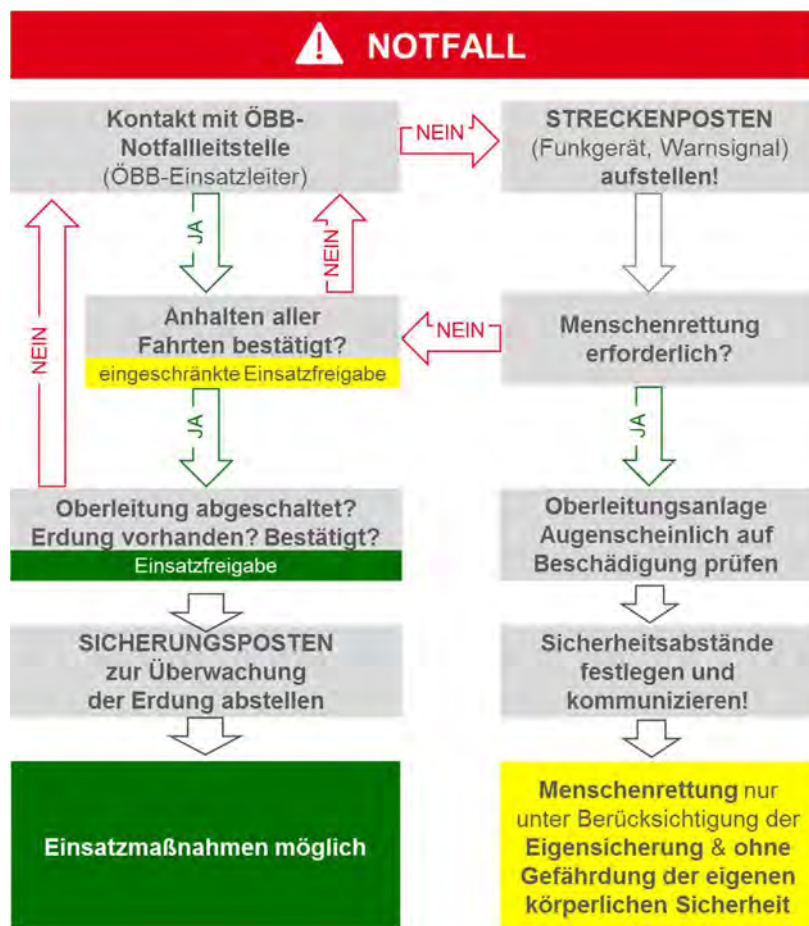 NOTFALL
Kontakt mit ÖBB-
Notfallleitstelle
(ÖBB-Einsatzleiter)
NEIN
STRECKENPOSTEN
(Funkgerät, Warnsignal)
aufstellen!
JA
NEIN
NEIN
Anhalten aller
Fahrten bestätigt?
eingeschränkte Einsatzfreigabe
NEIN
Menschenrettung
erforderlich?
JA
JA
Oberleitung abgeschaltet?
Erdung vorhanden? Bestätigt?
Einsatzfreigabe
Oberleitungsanlage
Augenscheinlich auf
Beschädigung prüfen
SICHERUNGSPOSTEN
zur Überwachung
der Erdung abstellen
Sicherheitsabstände
festlegen und
kommunizieren!
Einsatzmaßnahmen möglich
Menschenrettung nur
unter Berücksichtigung der
Eigensicherung & ohne
Gefährdung der eigenen
körperlichen Sicherheit